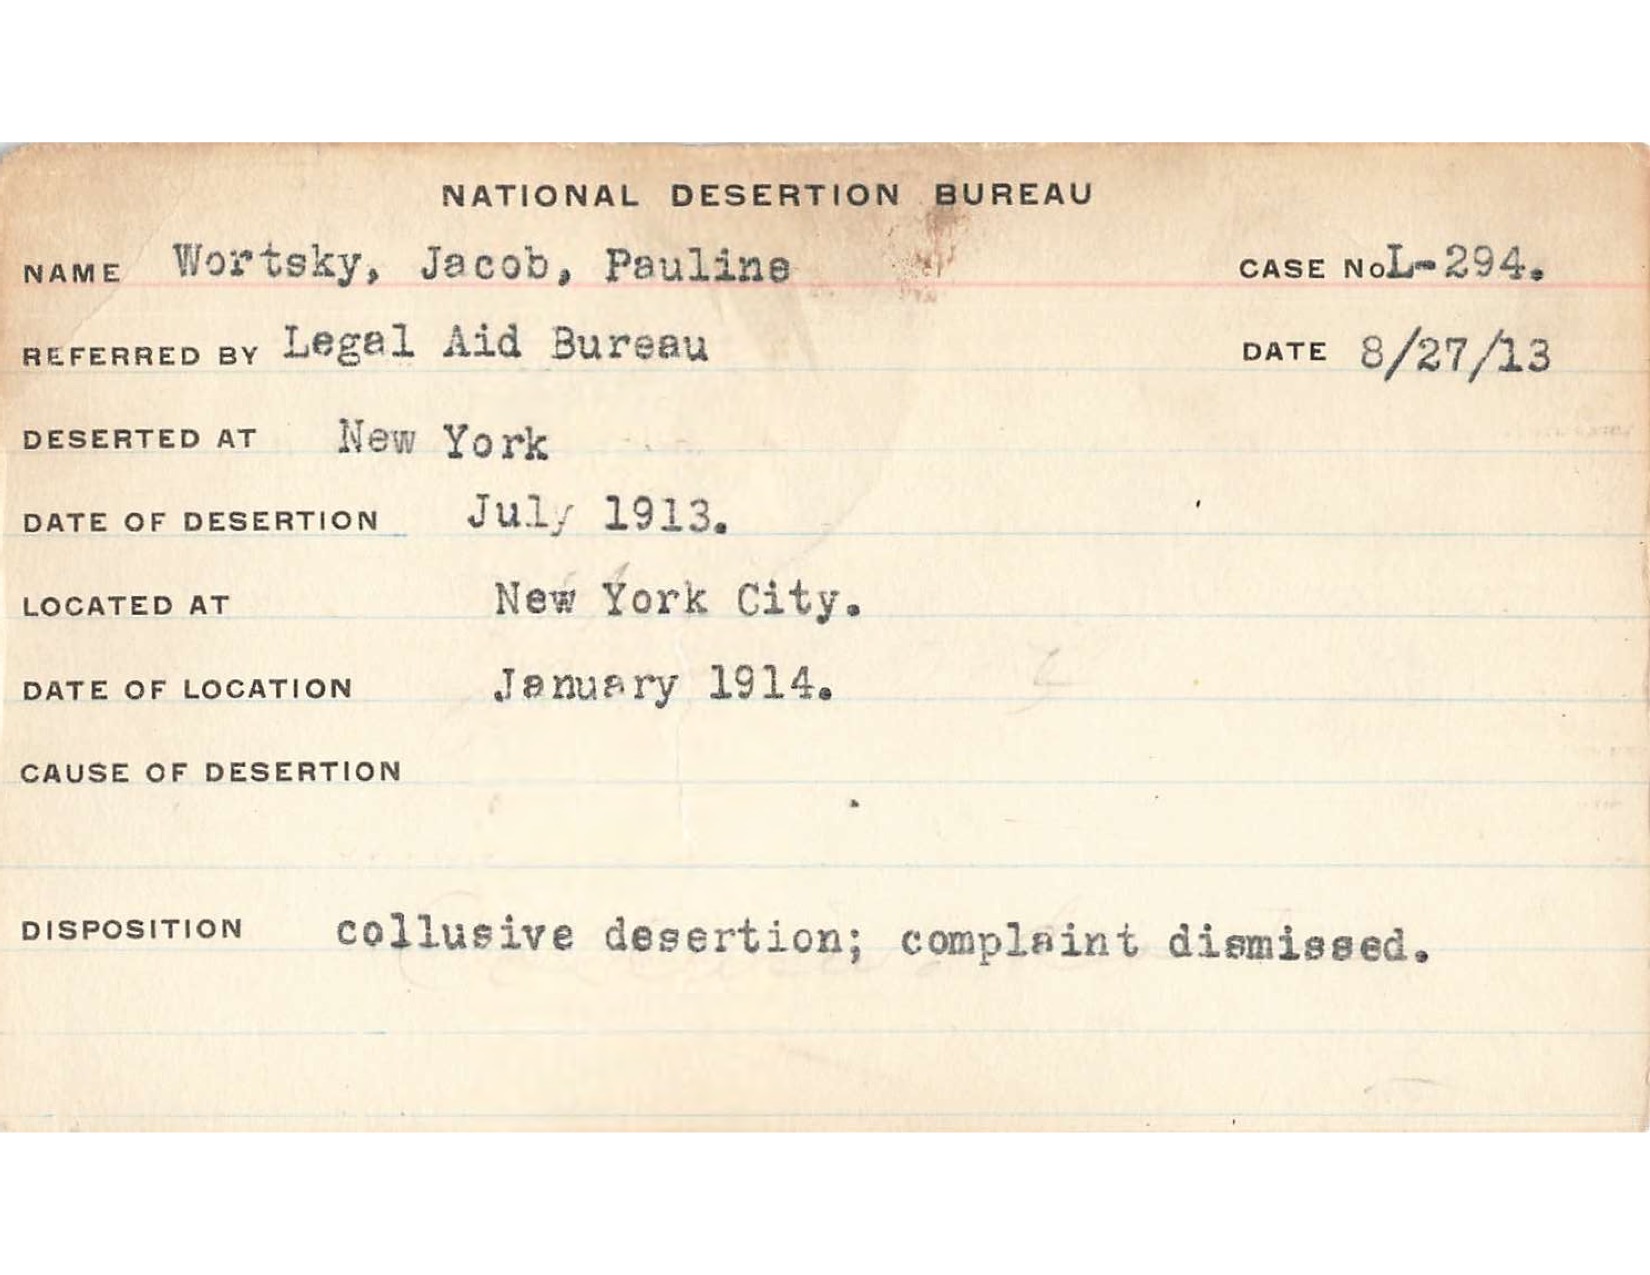 NATIONAL DESERTION BUREAU
NAME Wortsky, Jacob, Pauline CASE No L-294.
REFERRED BY Legal Aid Bureau DATE 8/27/13
DESERTED AT New York
DATE OF DESERTION July 1913.
LOCATED AT New York City.
DATE OF LOCATION January 1914.
CAUSE OF DESERTION
DISPOSITION collusive desertion; complaint dismissed.